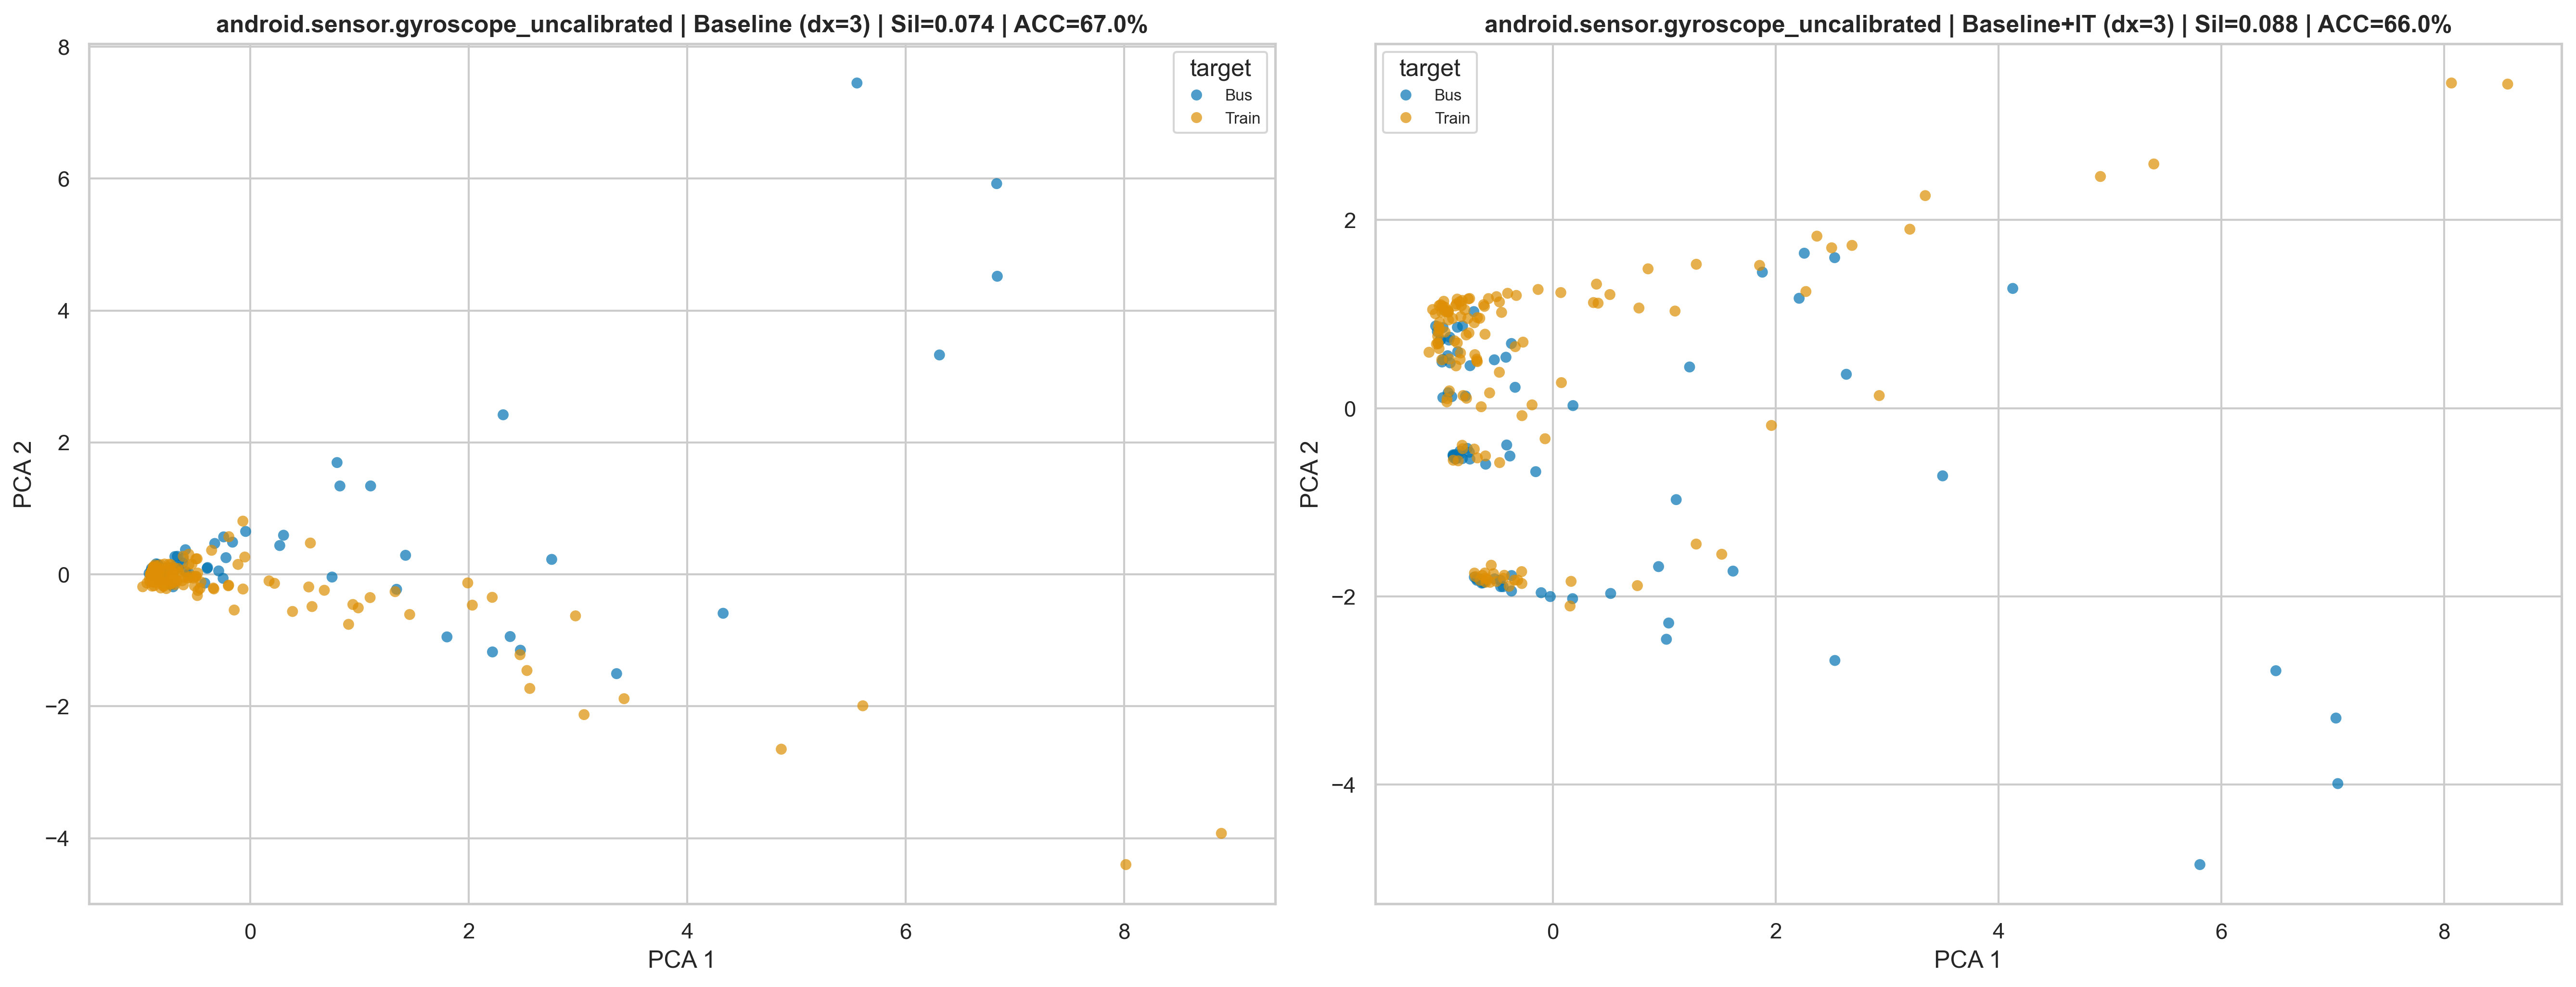 android.sensor.gyroscope_uncalibrated | Baseline (dx=3) | Sil=0.074 | ACC=67.0%
target
Bus
Train
8
6
4
2
0
−2
−4
PCA 2
0
2
4
6
8
PCA 1
android.sensor.gyroscope_uncalibrated | Baseline+IT (dx=3) | Sil=0.088 | ACC=66.0%
target
Bus
Train
2
0
−2
−4
PCA 2
0
2
4
6
8
PCA 1